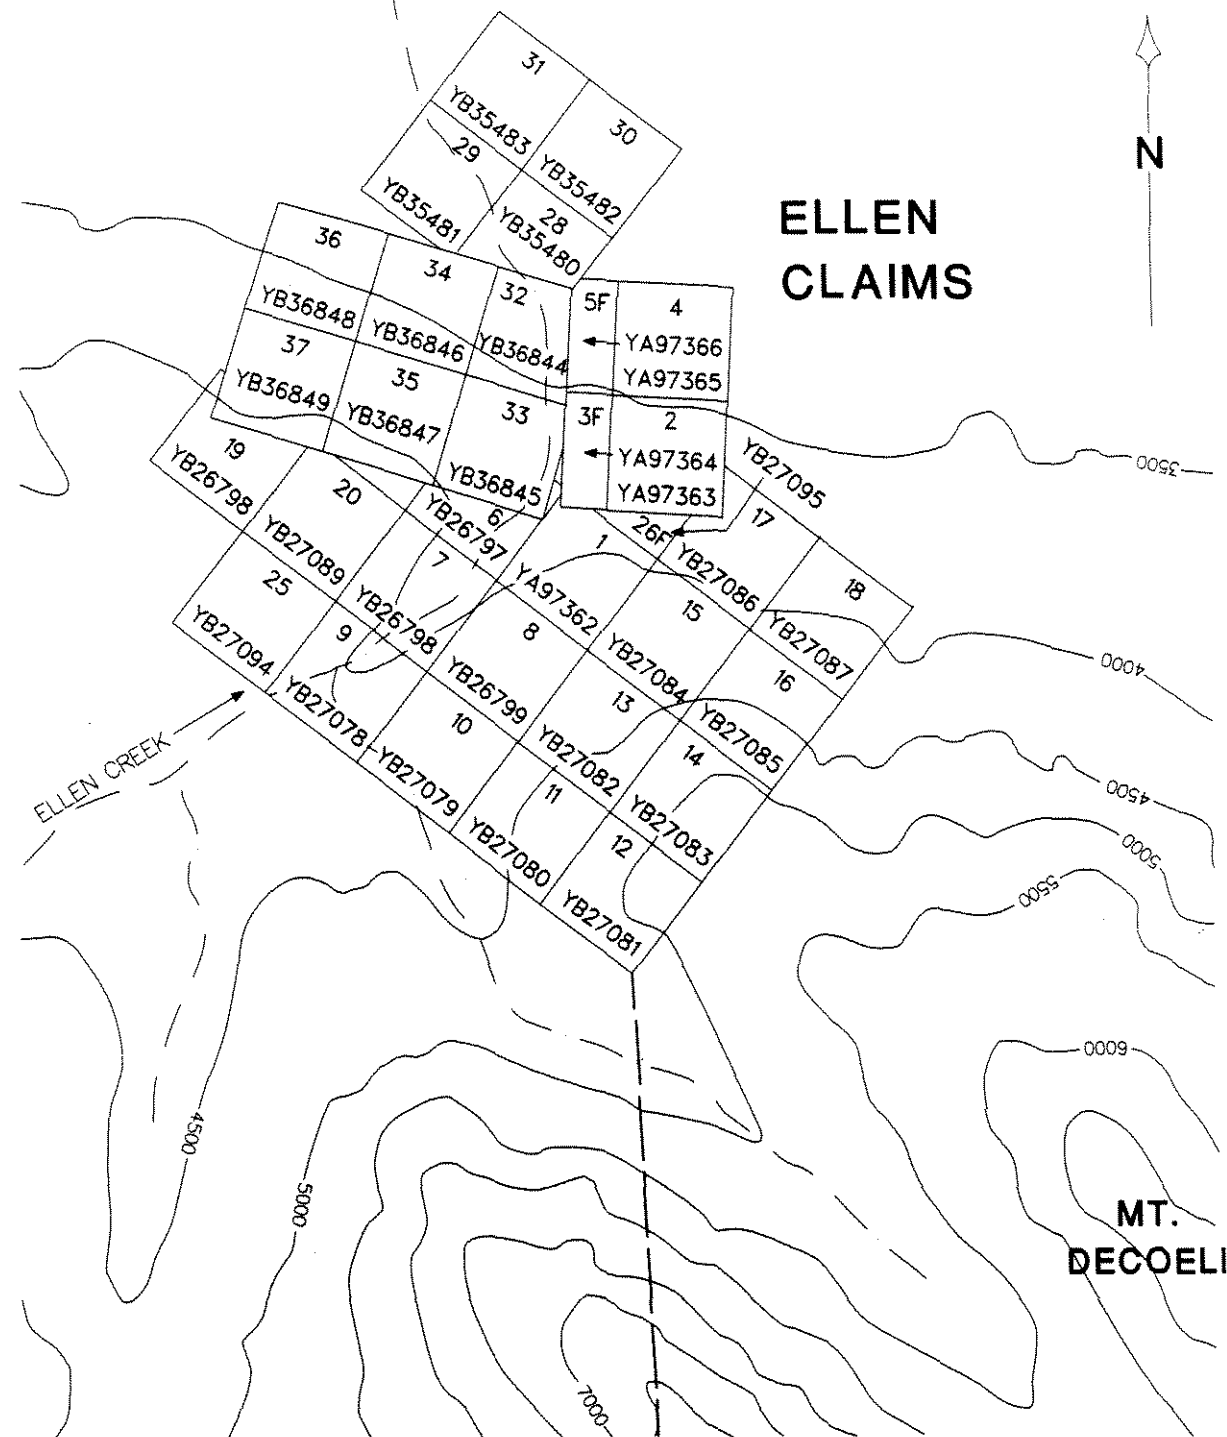 31
YB35483
30
YB35482
29
YB35481
28
YB35480
N
ELLEN
CLAIMS
36
YB36848
34
YB36846
32
YB36844
5F
4
YA97366
YA97365
37
YB36849
35
YB36847
33
YB36845
3F
2
YA97364
YA97363
3500
YB27095
19
YB26798
20
YB27089
6
YB26797
1
YA97362
26F
YB27086
17
18
YB27087
25
YB27094
7
YB26798
8
YB26799
15
YB27084
16
YB27085
4000
9
YB27078
10
YB27079
13
YB27082
14
YB27083
4500
ELLEN CREEK
11
YB27080
12
YB27081
5000
5500
6000
4500
5000
MT.
DECOELI
7000